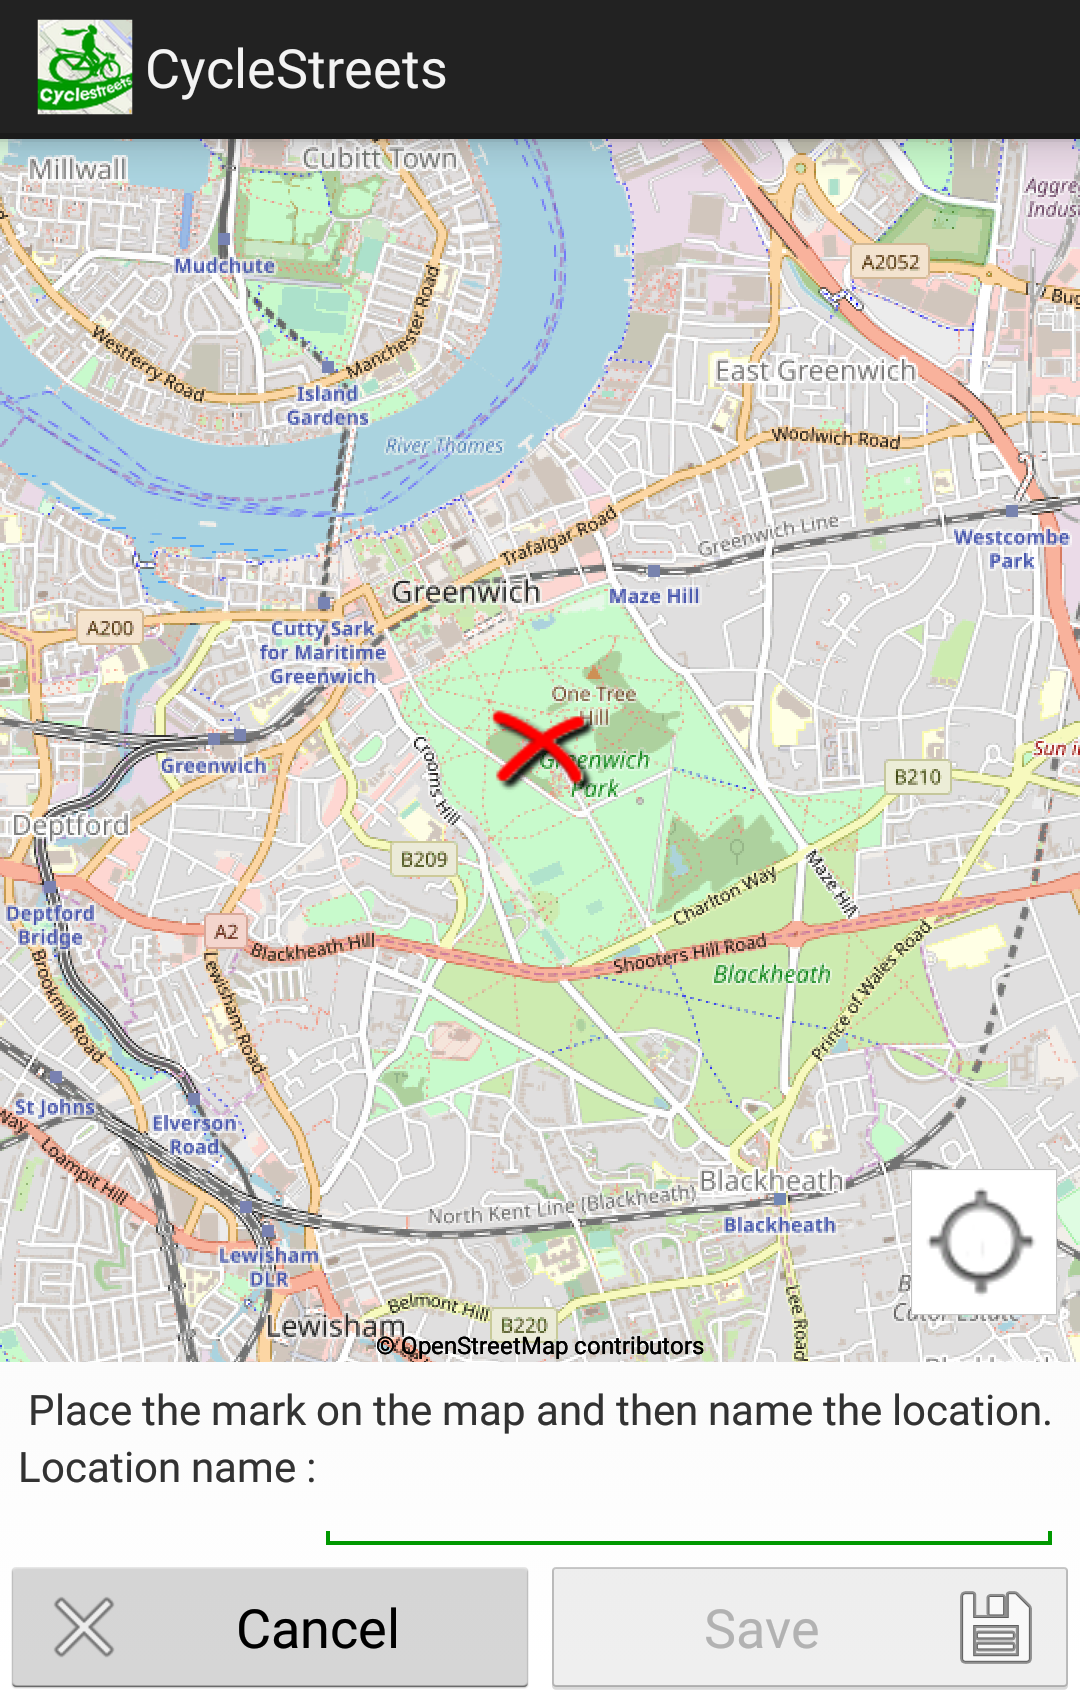 Cyclestreets
CycleStreets
Millwall
Cubitt Town
Mudchute
A2052
Westferry Road
Manchester Road
Island
Gardens
East Greenwich
River Thames
Woolwich Road
Trafalgar Road
Greenwich Line
Westcombe
Park
Greenwich
Maze Hill
A200
Cutty Sark
for Maritime
Greenwich
One Tree
Hill
Greenwich
Park
Crooms Hill
Greenwich
B210
Deptford
B209
Maze Hill
Charlton Way
Deptford
Bridge
A2
Blackheath Hill
Shooters Hill Road
Blackheath
Prince of Wales Road
Brookmill Road
Lewisham Road
St Johns
Elverson
Road
Loampit Hill
North Kent Line (Blackheath)
Blackheath
Blackheath
Lewisham
DLR
Belmont Hill
B220
Lee Road
Lewisham
© OpenStreetMap contributors
Place the mark on the map and then name the location.
Location name :
Cancel
Save